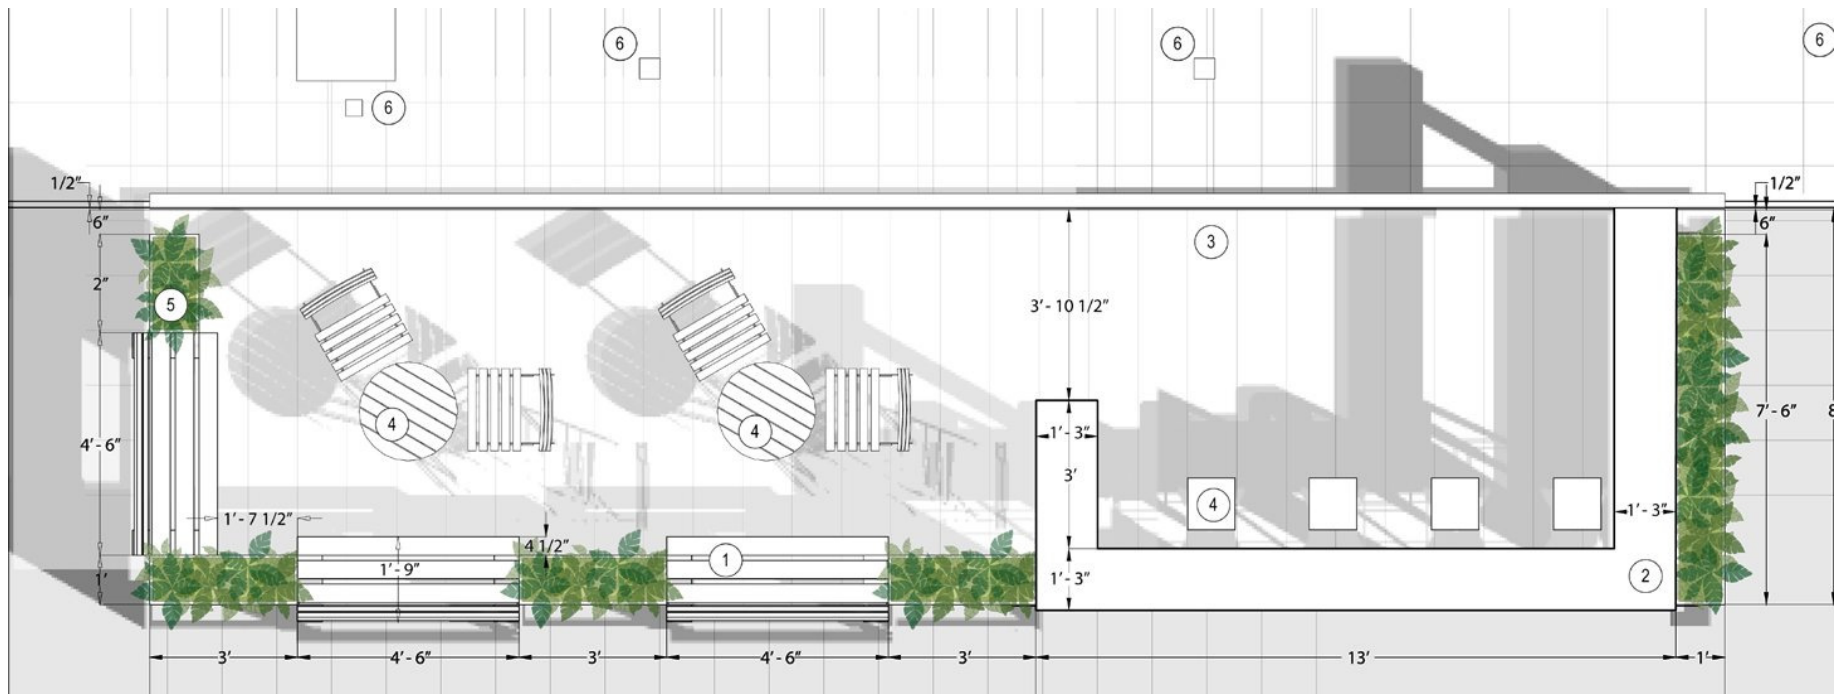 6
6
6
6
1/2"
1/2"
6"
6"
3
2"
5
3' - 10 1/2"
4
4
7' - 6"
8
1' - 3"
4' - 6"
3'
4
1' - 3"
1' - 7 1/2"
4 1/2"
1
1' - 9"
1'
1' - 3"
2
3'
4' - 6"
3'
4' - 6"
3'
13'
1'